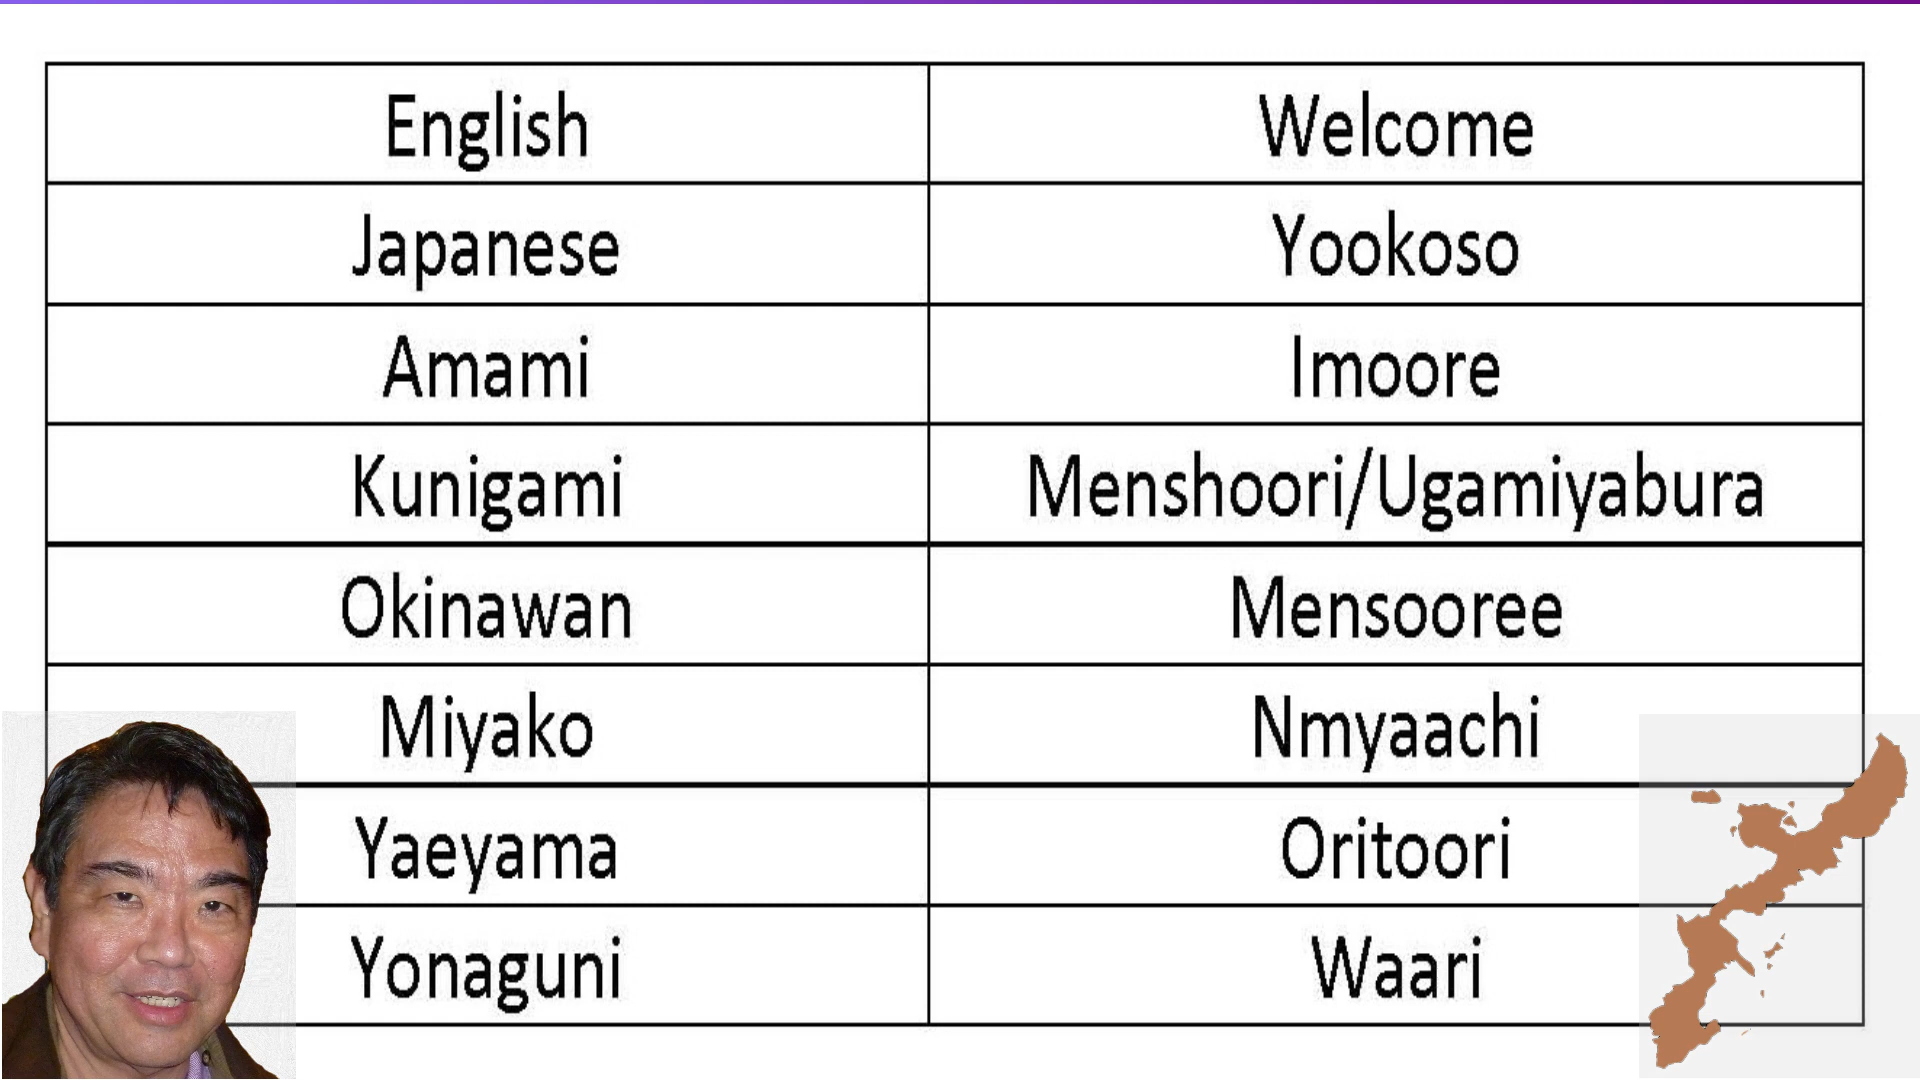 English Welcome
Japanese Yookoso
Amami Imoore
Kunigami Menshoori/Ugamiyabura
Okinawan Mensooree
Miyako Nmyaachi
Yaeyama Oritoori
Yonaguni Waari